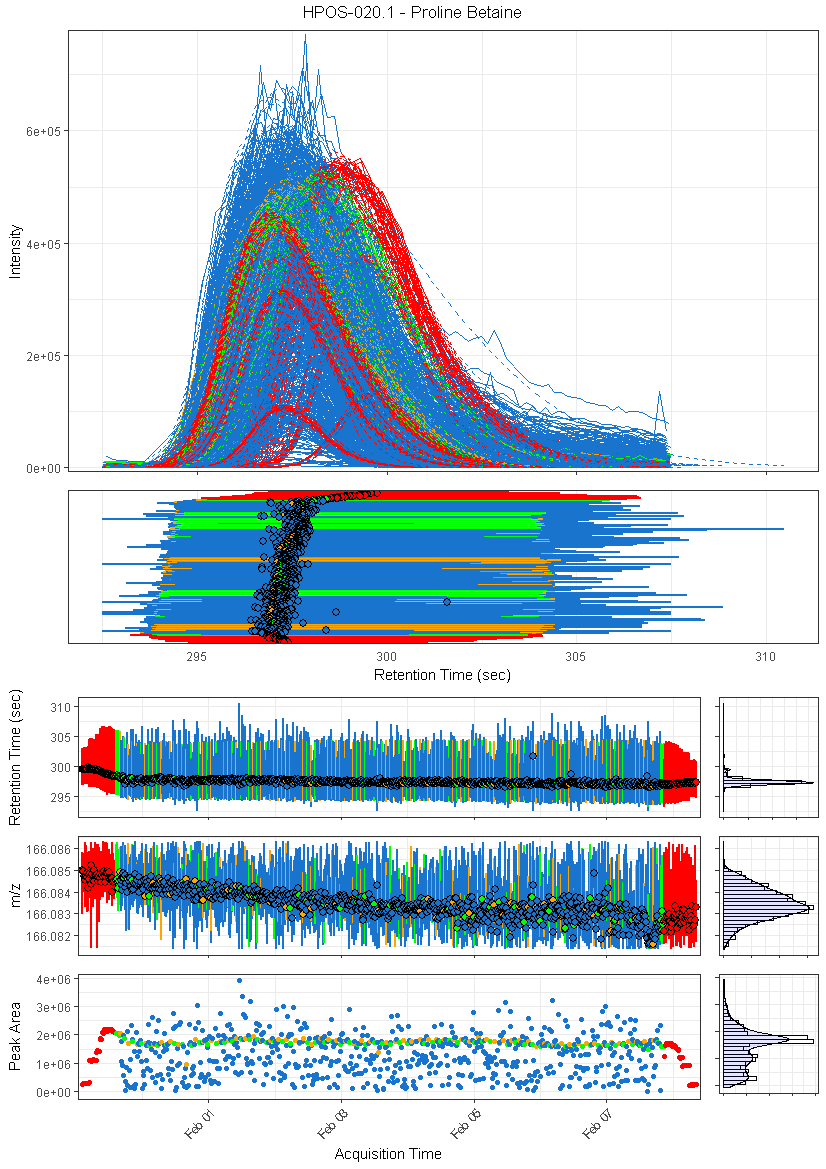 HPOS-020.1 - Proline Betaine
Intensity
6e+05
4e+05
2e+05
0e+00
295
300
305
310
Retention Time (sec)
Retention Time (sec)
310
305
300
295
m/z
166.086
166.085
166.084
166.083
166.082
Peak Area
4e+06
3e+06
2e+06
1e+06
0e+00
Feb 01
Feb 03
Feb 05
Feb 07
Acquisition Time